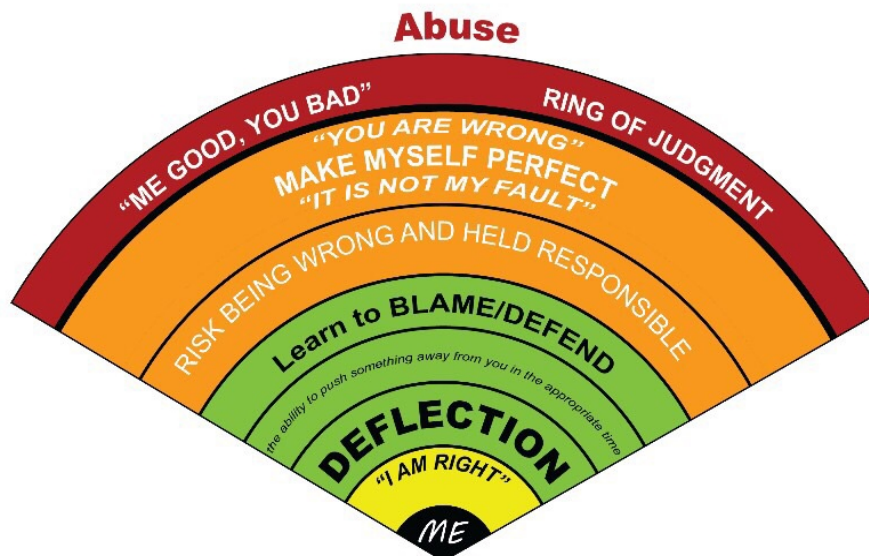 Abuse
“ME GOOD, YOU BAD”
RING OF JUDGMENT
“YOU ARE WRONG”
MAKE MYSELF PERFECT
“IT IS NOT MY FAULT”
RISK BEING WRONG AND HELD RESPONSIBLE
Learn to BLAME/DEFEND
the ability to push something away from you in the appropriate time
DEFLECTION
“I AM RIGHT”
ME